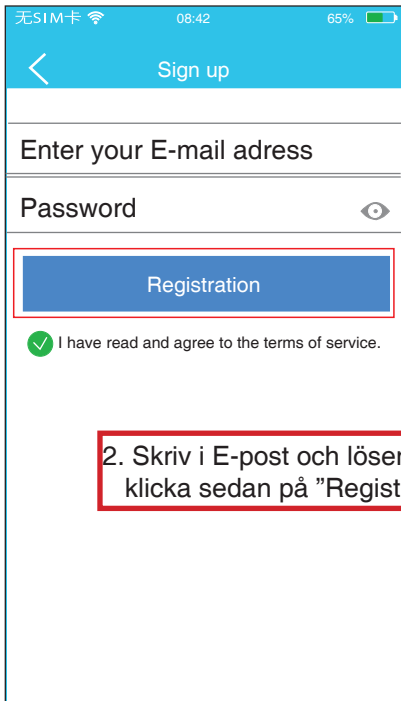 无SIM卡 08:42 65%
Sign up
Enter your E-mail adress
Password
Registration
I have read and agree to the terms of service.
2. Skriv i E-post och löser
klicka sedan på ”Regist